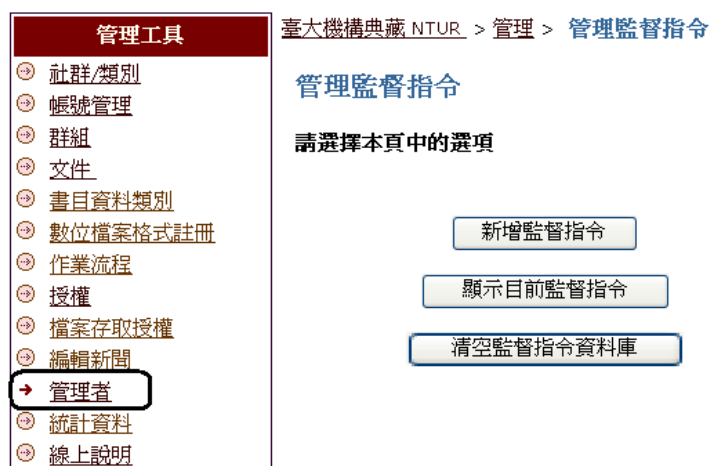 管理工具
社群/類別
帳號管理
群組
文件
書目資料類別
數位檔案格式註冊
作業流程
授權
檔案存取授權
編輯新聞
管理者
統計資料
線上說明
臺大機構典藏 NTUR > 管理 > 管理監督指令
管理監督指令
請選擇本頁中的選項
新增監督指令
顯示目前監督指令
清空監督指令資料庫